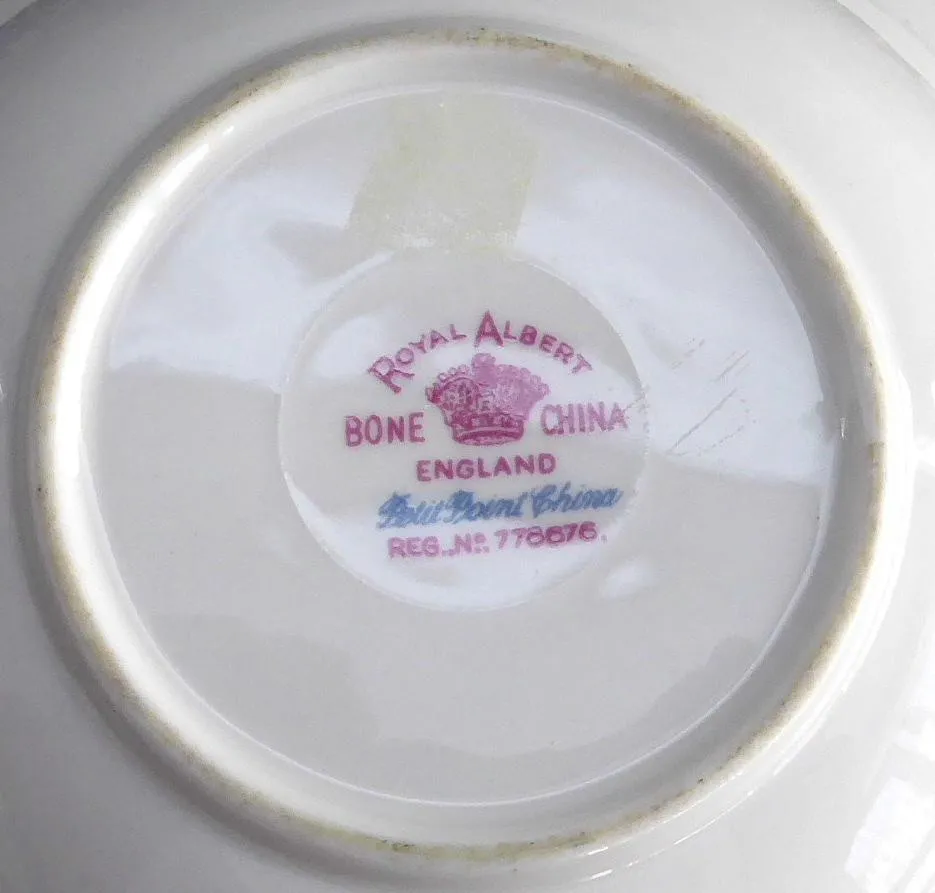 ROYAL ALBERT
BONE CHINA
ENGLAND
Petit Point China
REG..Nº. 778676.